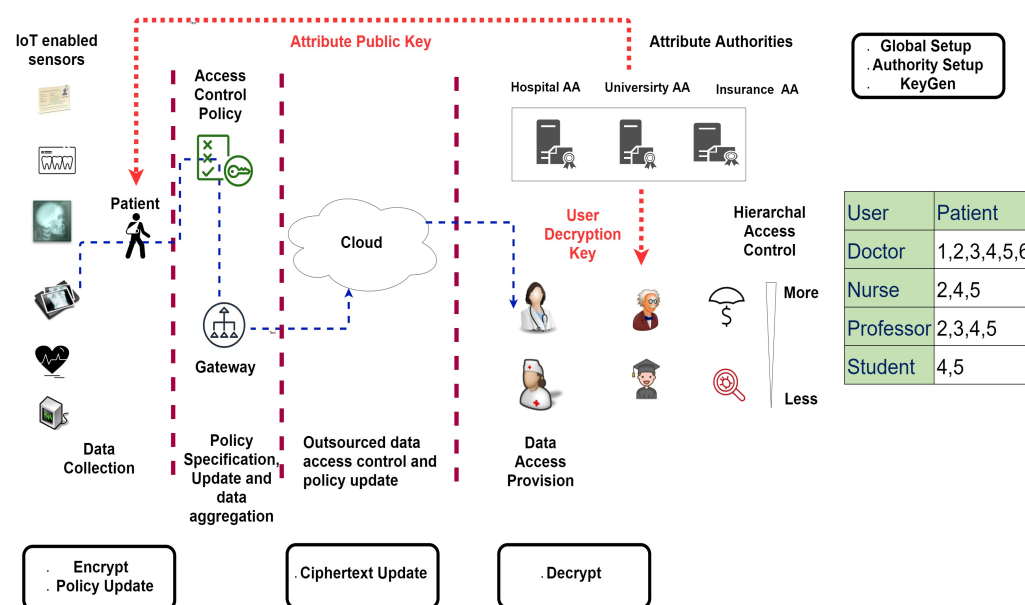 IoT enabled
sensors
Attribute Public Key
Attribute Authorities
. Global Setup
. Authority Setup
. KeyGen
Access
Control
Policy
Hospital AA
Universirty AA
Insurance AA
Patient
User
Decryption
Key
Hierarchal
Access
Control
Cloud
More
Less
Gateway
User Patient
Doctor 1,2,3,4,5,6
Nurse 2,4,5
Professor 2,3,4,5
Student 4,5
Data
Collection
Policy
Specification,
Update and
data
aggregation
Outsourced data
access control and
policy update
Data
Access
Provision
. Encrypt
. Policy Update
. Ciphertext Update
. Decrypt